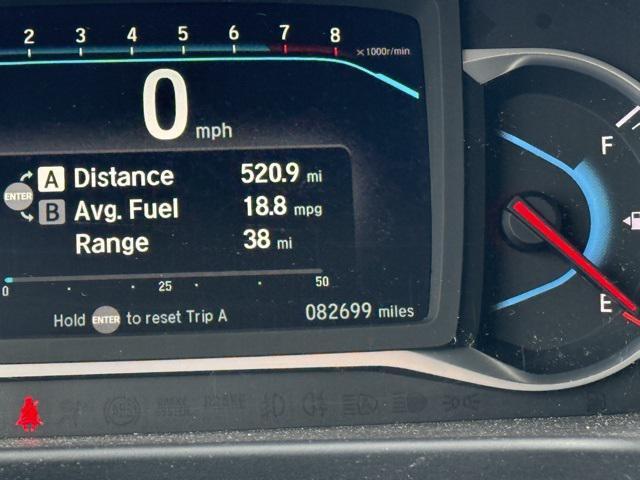 2 3 4 5 6 7 8 x1000r/min
0 mph
F
A Distance 520.9 mi
ENTER
B Avg. Fuel 18.8 mpg
Range 38 mi
0 25 50
E
Hold ENTER to reset Trip A 082699 miles